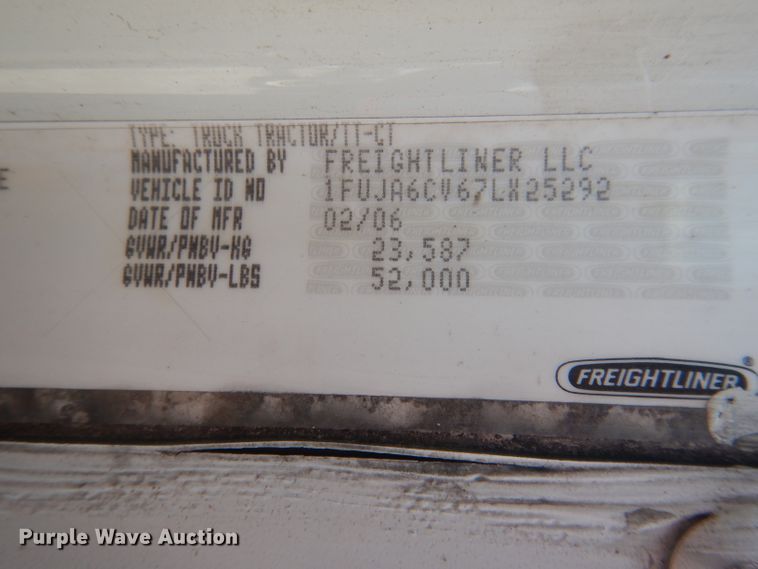 TYPE: TRUCK TRACTOR/TT-CT
MANUFACTURED BY FREIGHTLINER LLC
VEHICLE ID NO 1FUJA6CV67LX25292
DATE OF MFR 02/06
GVWR/PNBV-KG 23,587
GVWR/PNBV-LBS 52,000
E
FREIGHTLINER®
Purple Wave Auction